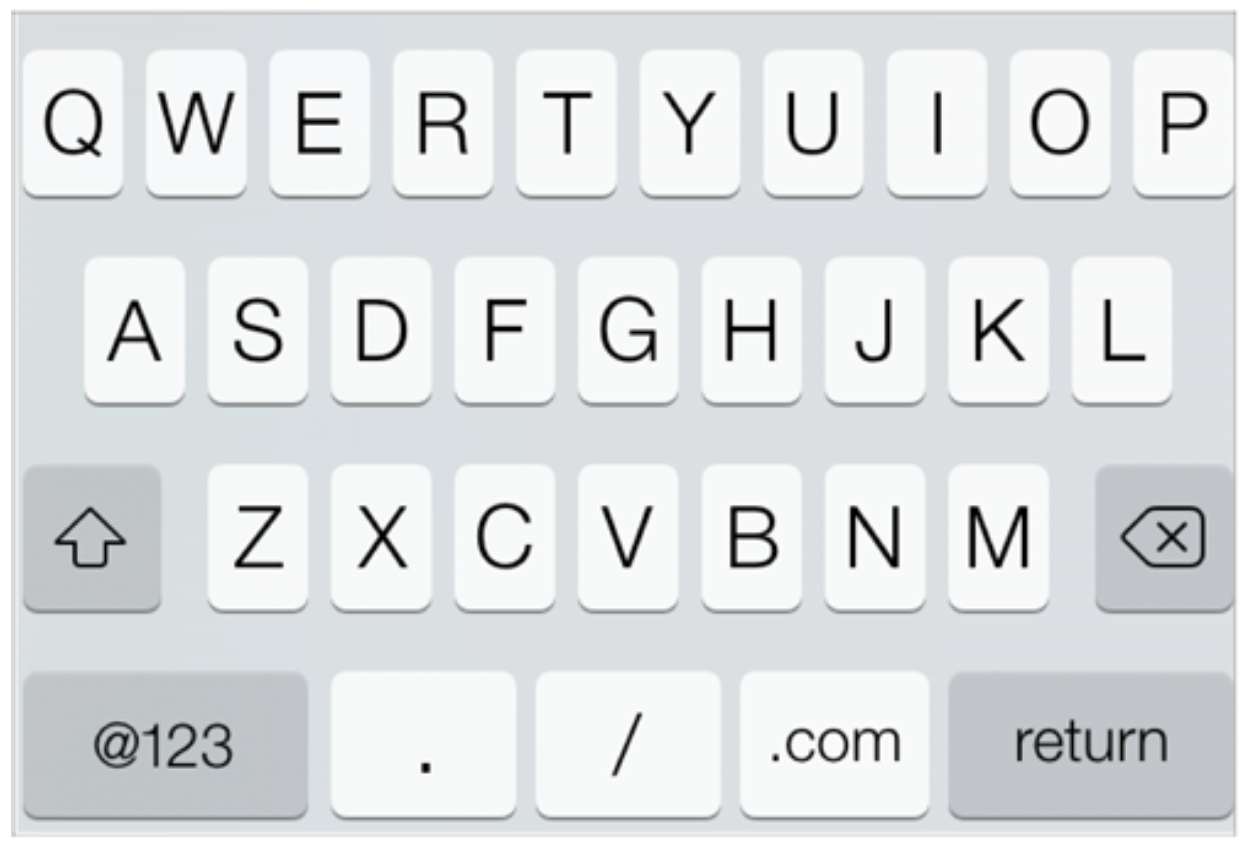 Q W E R T Y U I O P
A S D F G H J K L
Z X C V B N M
@123 . / .com return